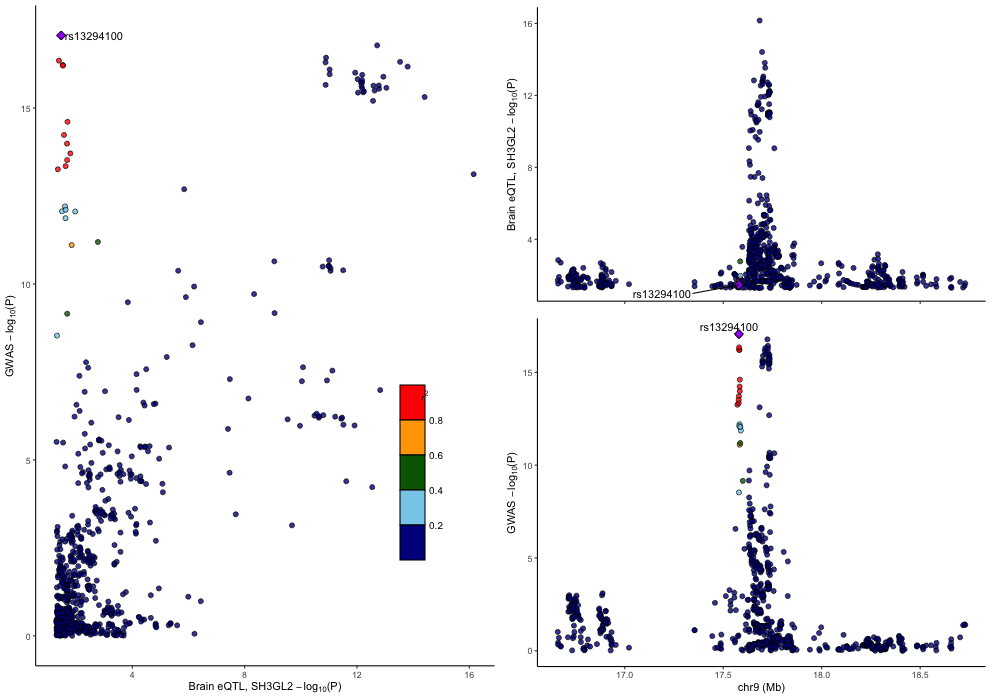 rs13294100
15
10
5
0
GWAS −log10(P)
4
8
12
16
Brain eQTL, SH3GL2 −log10(P)
r2
0.8
0.6
0.4
0.2
16
12
8
4
Brain eQTL, SH3GL2 −log10(P)
rs13294100
rs13294100
15
10
5
0
GWAS −log10(P)
17.0
17.5
18.0
18.5
chr9 (Mb)